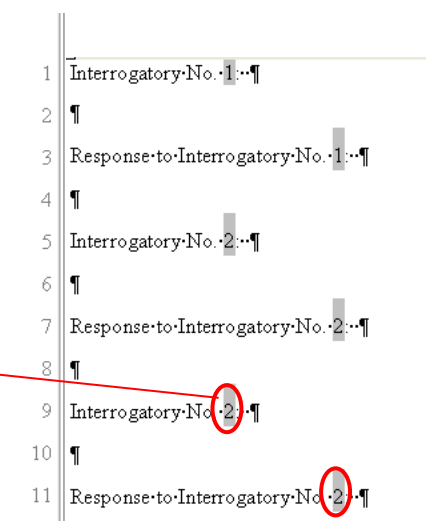 1 Interrogatory·No.·1:··¶
2 ¶
3 Response·to·Interrogatory·No.·1:··¶
4 ¶
5 Interrogatory·No.·2:··¶
6 ¶
7 Response·to·Interrogatory·No.·2:··¶
8 ¶
9 Interrogatory·No.·2:··¶
10 ¶
11 Response·to·Interrogatory·No.·2:··¶